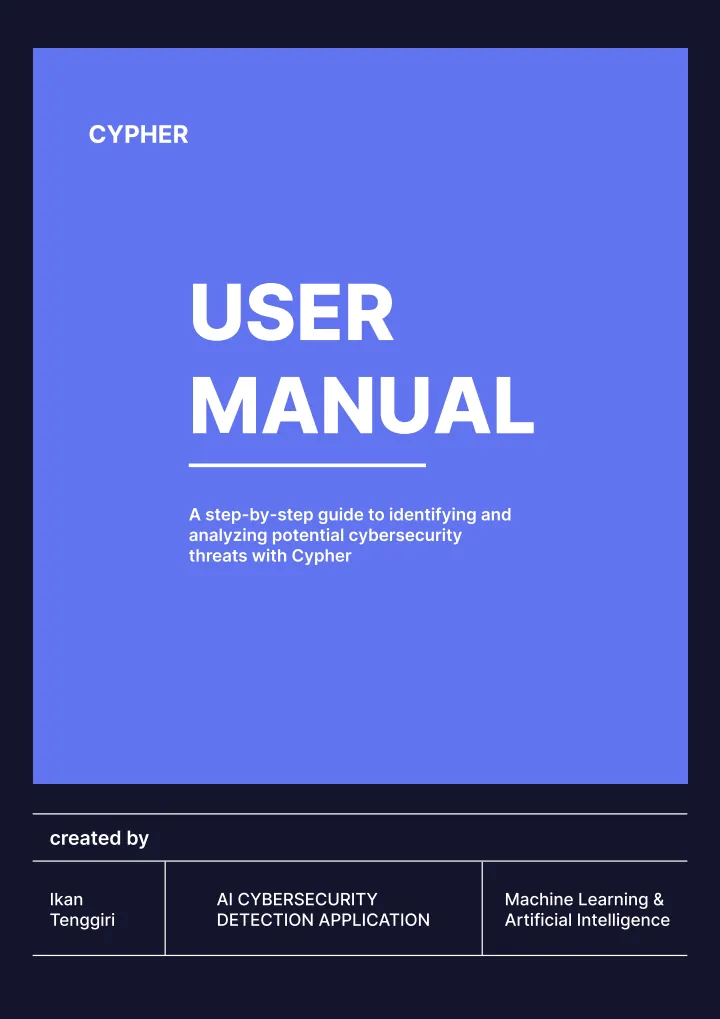 CYPHER
USER
MANUAL
A step-by-step guide to identifying and
analyzing potential cybersecurity
threats with Cypher
created by
Ikan
Tenggiri
AI CYBERSECURITY
DETECTION APPLICATION
Machine Learning &
Artificial Intelligence